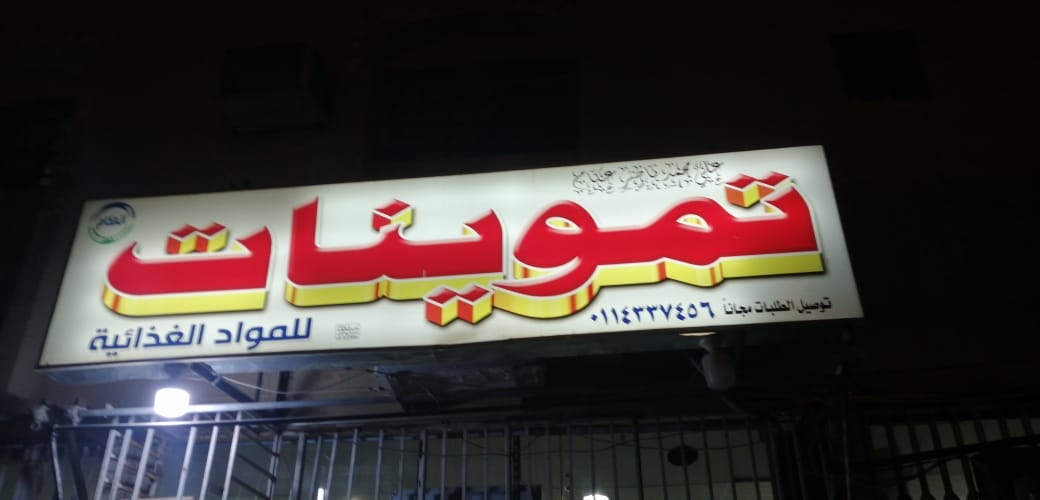 تموينات
توصيل الطلبات مجاناً ٠١١٤٣٣٧٤٥٦
للمواد الغذائية